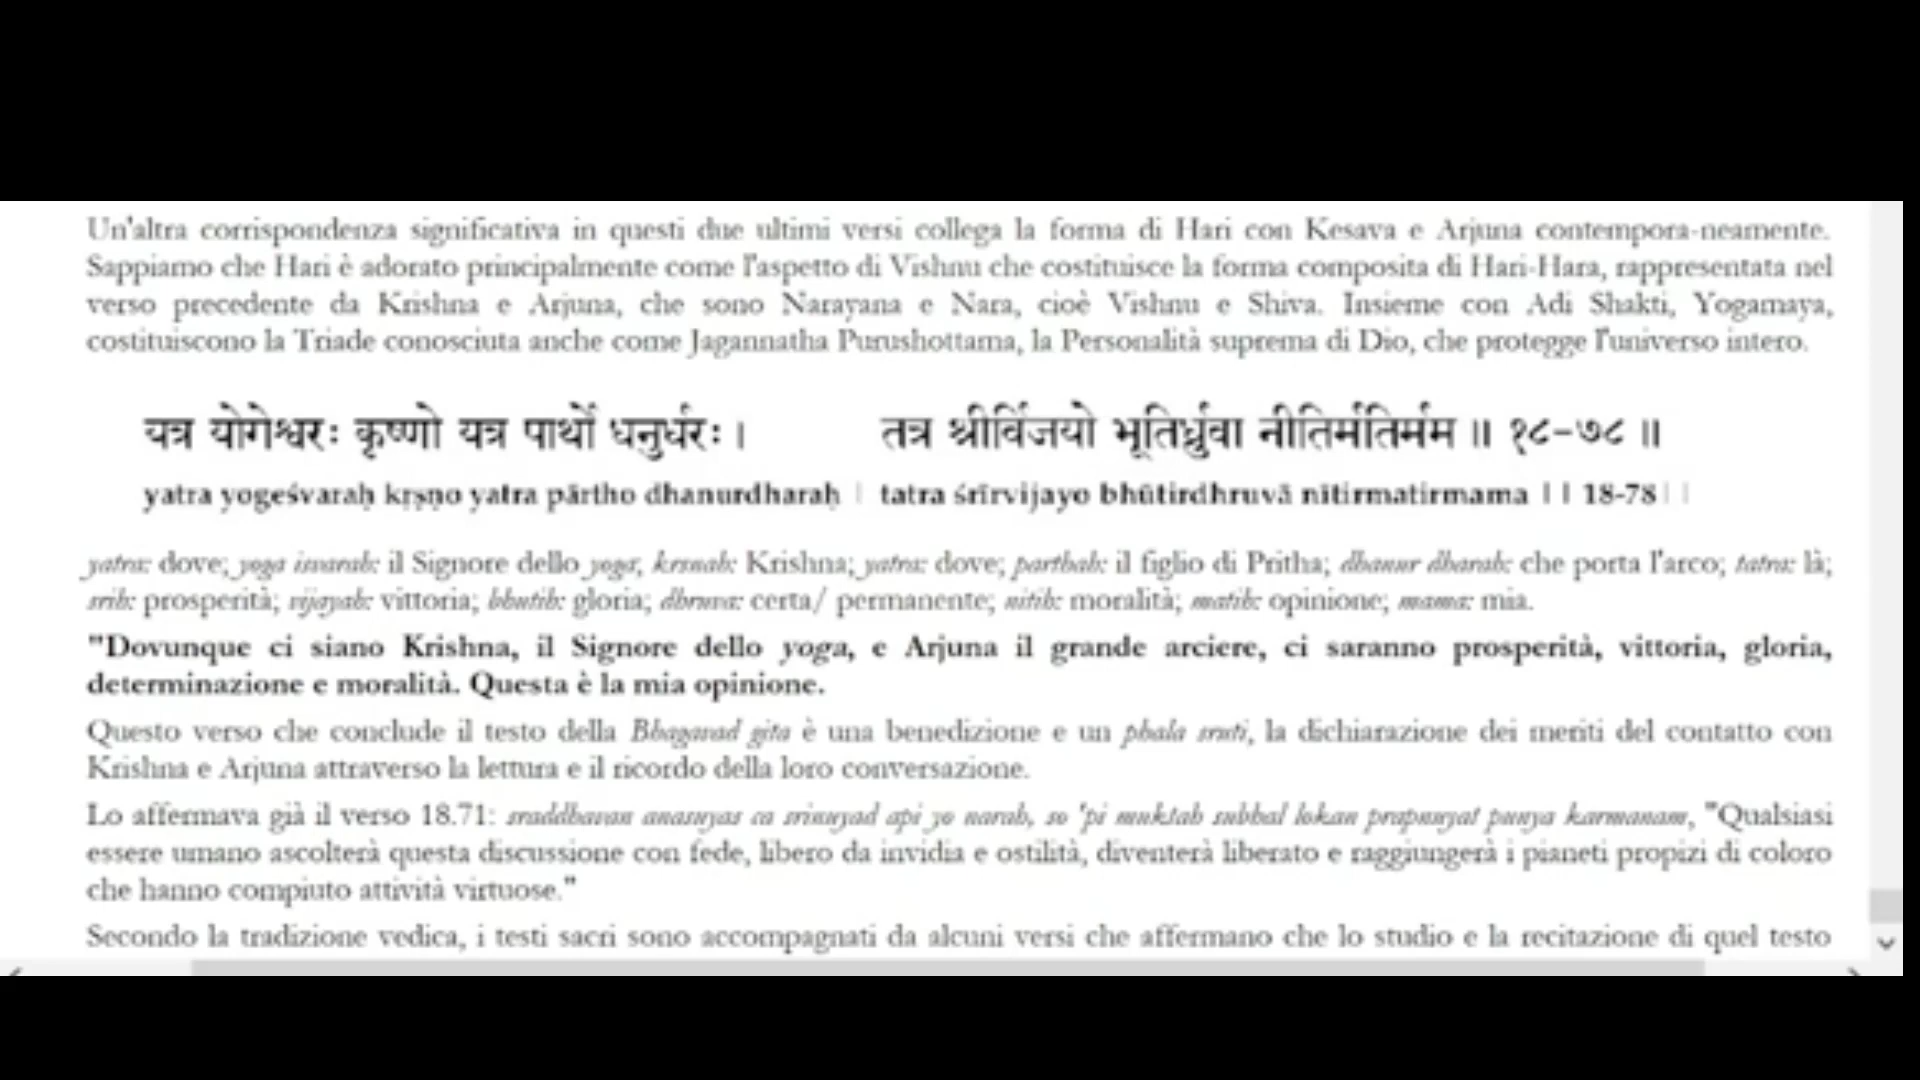 Un'altra corrispondenza significativa in questi due ultimi versi collega la forma di Hari con Kesava e Arjuna contempora-neamente.
Sappiamo che Hari è adorato principalmente come l'aspetto di Vishnu che costituisce la forma composita di Hari-Hara, rappresentata nel
verso precedente da Krishna e Arjuna, che sono Narayana e Nara, cioè Vishnu e Shiva. Insieme con Adi Shakti, Yogamaya,
costituiscono la Triade conosciuta anche come Jagannatha Purushottama, la Personalità suprema di Dio, che protegge l'universo intero.
यत्र योगेश्वरः कृष्णो यत्र पार्थो धनुर्धरः । तत्र श्रीर्विजयो भूतिर्ध्रुवा नीतिर्मतिर्मम ॥ १८-७८ ॥
yatra yogeśvaraḥ kṛṣṇo yatra pārtho dhanurdharaḥ | tatra śrīrvijayo bhūtirdhruvā nītirmatirmama || 18-78||
yatra: dove; yoga isvarah: il Signore dello yoga; krsnah: Krishna; yatra: dove; parthah: il figlio di Pritha; dhanur dharah: che porta l'arco; tatra: là;
srih: prosperità; vijayah: vittoria; bhutih: gloria; dhruva: certa/ permanente; nitih: moralità; matih: opinione; mama: mia.
"Dovunque ci siano Krishna, il Signore dello yoga, e Arjuna il grande arciere, ci saranno prosperità, vittoria, gloria,
determinazione e moralità. Questa è la mia opinione.
Questo verso che conclude il testo della Bhagavad gita è una benedizione e un phala sruti, la dichiarazione dei meriti del contatto con
Krishna e Arjuna attraverso la lettura e il ricordo della loro conversazione.
Lo affermava già il verso 18.71: sraddhavan anasuyas ca srinuyad api yo narah, so 'pi muktah subhal lokan prapnuyat punya karmanam, "Qualsiasi
essere umano ascolterà questa discussione con fede, libero da invidia e ostilità, diventerà liberato e raggiungerà i pianeti propizi di coloro
che hanno compiuto attività virtuose."
Secondo la tradizione vedica, i testi sacri sono accompagnati da alcuni versi che affermano che lo studio e la recitazione di quel testo